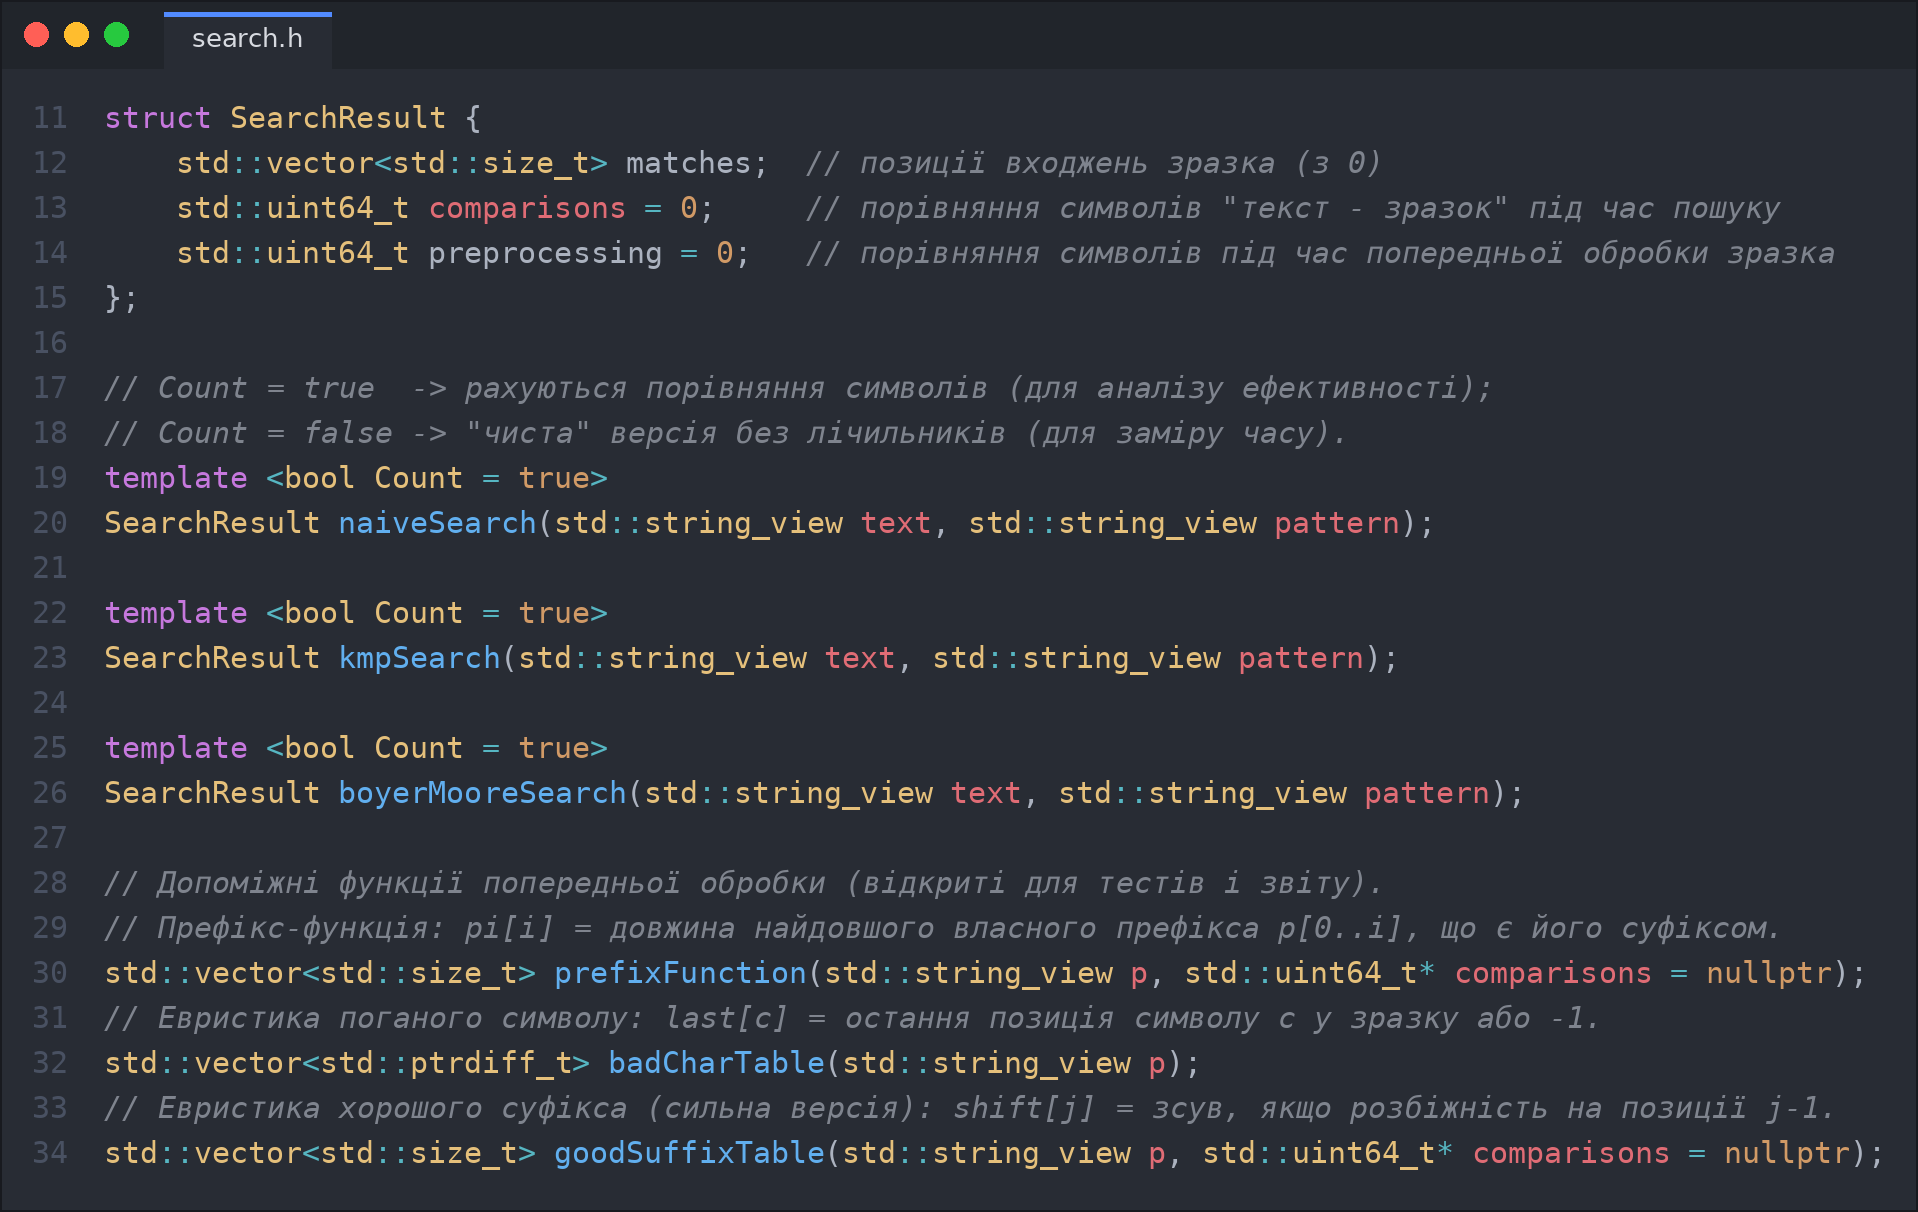 search.h
11 struct SearchResult {
12     std::vector<std::size_t> matches;  // позиції входжень зразка (з 0)
13     std::uint64_t comparisons = 0;     // порівняння символів "текст - зразок" під час пошуку
14     std::uint64_t preprocessing = 0;   // порівняння символів під час попередньої обробки зразка
15 };
16
17 // Count = true  -> рахуються порівняння символів (для аналізу ефективності);
18 // Count = false -> "чиста" версія без лічильників (для заміру часу).
19 template <bool Count = true>
20 SearchResult naiveSearch(std::string_view text, std::string_view pattern);
21
22 template <bool Count = true>
23 SearchResult kmpSearch(std::string_view text, std::string_view pattern);
24
25 template <bool Count = true>
26 SearchResult boyerMooreSearch(std::string_view text, std::string_view pattern);
27
28 // Допоміжні функції попередньої обробки (відкриті для тестів і звіту).
29 // Префікс-функція: pi[i] = довжина найдовшого власного префікса p[0..i], що є його суфіксом.
30 std::vector<std::size_t> prefixFunction(std::string_view p, std::uint64_t* comparisons = nullptr);
31 // Евристика поганого символу: last[c] = остання позиція символу c у зразку або -1.
32 std::vector<std::ptrdiff_t> badCharTable(std::string_view p);
33 // Евристика хорошого суфікса (сильна версія): shift[j] = зсув, якщо розбіжність на позиції j-1.
34 std::vector<std::size_t> goodSuffixTable(std::string_view p, std::uint64_t* comparisons = nullptr);